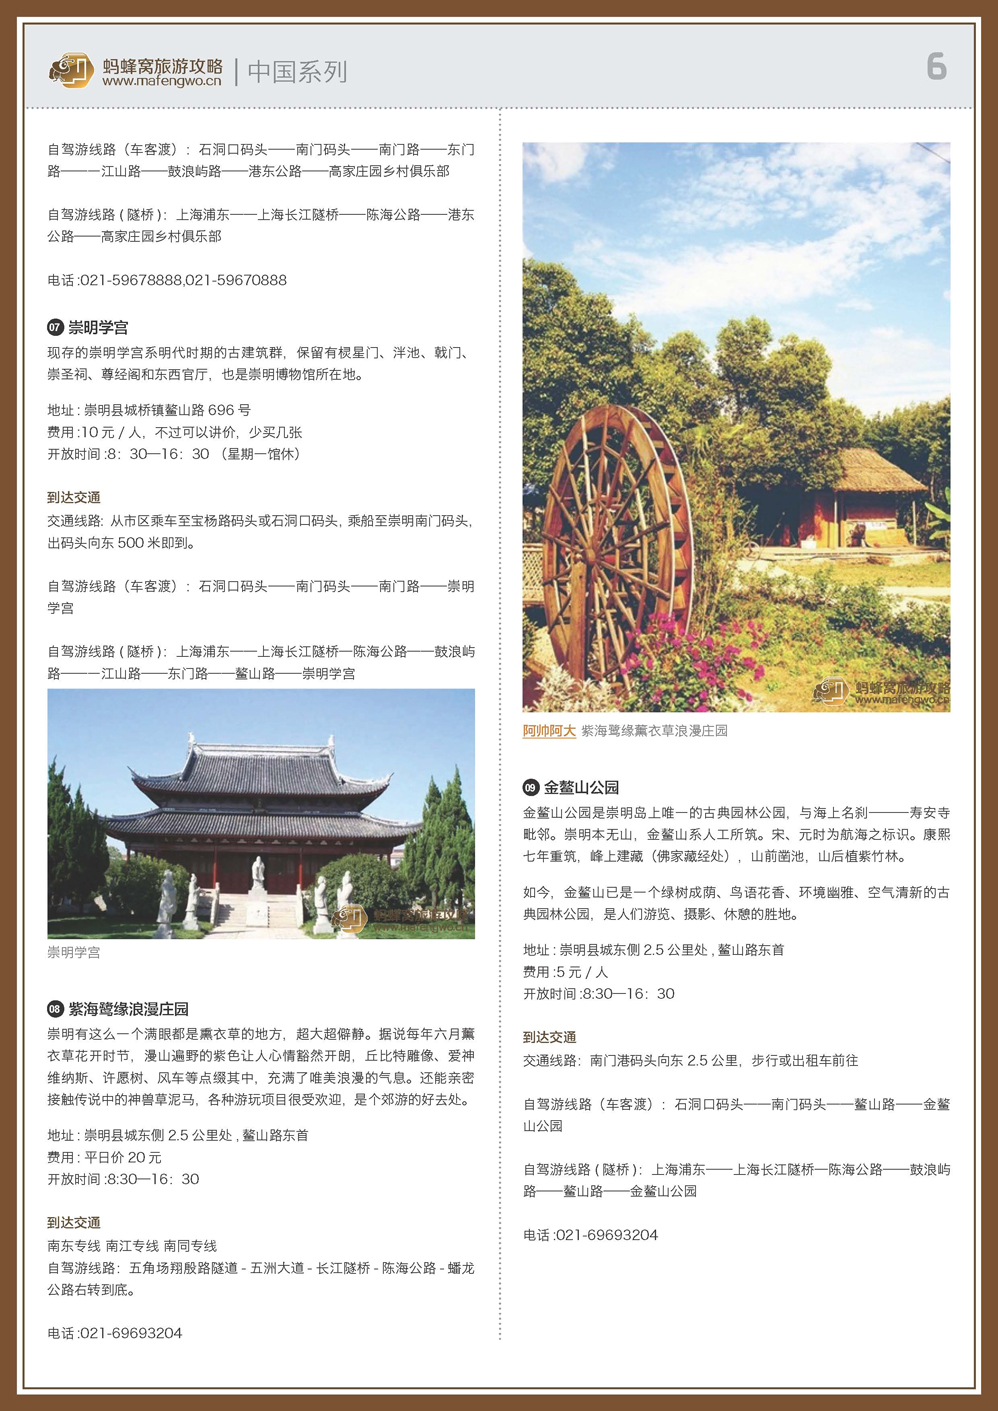 蚂蜂窝旅游攻略
www.mafengwo.cn
中国系列
6
自驾游线路（车客渡）：石洞口码头——南门码头——南门路——东门
路——一江山路——鼓浪屿路——港东公路——高家庄园乡村俱乐部
自驾游线路 ( 隧桥 )：上海浦东——上海长江隧桥——陈海公路——港东
公路——高家庄园乡村俱乐部
电话 :021-59678888,021-59670888
07 崇明学宫
现存的崇明学宫系明代时期的古建筑群，保留有棂星门、泮池、戟门、
崇圣祠、尊经阁和东西官厅，也是崇明博物馆所在地。
地址 : 崇明县城桥镇鳌山路 696 号
费用 :10 元 / 人，不过可以讲价，少买几张
开放时间 :8：30—16：30 （星期一馆休）
到达交通
交通线路: 从市区乘车至宝杨路码头或石洞口码头, 乘船至崇明南门码头,
出码头向东 500 米即到。
自驾游线路（车客渡）：石洞口码头——南门码头——南门路——崇明
学宫
自驾游线路 ( 隧桥 )：上海浦东——上海长江隧桥—陈海公路——鼓浪屿
路——一江山路——东门路——鳌山路——崇明学宫
蚂蜂窝旅游攻略
www.mafengwo.cn
崇明学宫
08 紫海鹭缘浪漫庄园
崇明有这么一个满眼都是熏衣草的地方，超大超僻静。据说每年六月薰
衣草花开时节，漫山遍野的紫色让人心情豁然开朗，丘比特雕像、爱神
维纳斯、许愿树、风车等点缀其中，充满了唯美浪漫的气息。还能亲密
接触传说中的神兽草泥马，各种游玩项目很受欢迎，是个郊游的好去处。
地址 : 崇明县城东侧 2.5 公里处 , 鳌山路东首
费用 : 平日价 20 元
开放时间 :8:30—16：30
到达交通
南东专线 南江专线 南同专线
自驾游线路：五角场翔殷路隧道 - 五洲大道 - 长江隧桥 - 陈海公路 - 蟠龙
公路右转到底。
电话 :021-69693204
蚂蜂窝旅游攻略
www.mafengwo.cn
阿帅阿大 紫海鹭缘薰衣草浪漫庄园
09 金鳌山公园
金鳌山公园是崇明岛上唯一的古典园林公园，与海上名刹———寿安寺
毗邻。崇明本无山，金鳌山系人工所筑。宋、元时为航海之标识。康熙
七年重筑，峰上建藏（佛家藏经处），山前凿池，山后植紫竹林。
如今，金鳌山已是一个绿树成荫、鸟语花香、环境幽雅、空气清新的古
典园林公园，是人们游览、摄影、休憩的胜地。
地址 : 崇明县城东侧 2.5 公里处 , 鳌山路东首
费用 :5 元 / 人
开放时间 :8:30—16：30
到达交通
交通线路：南门港码头向东 2.5 公里，步行或出租车前往
自驾游线路（车客渡）：石洞口码头——南门码头——鳌山路——金鳌
山公园
自驾游线路 ( 隧桥 )：上海浦东——上海长江隧桥—陈海公路——鼓浪屿
路——鳌山路——金鳌山公园
电话 :021-69693204